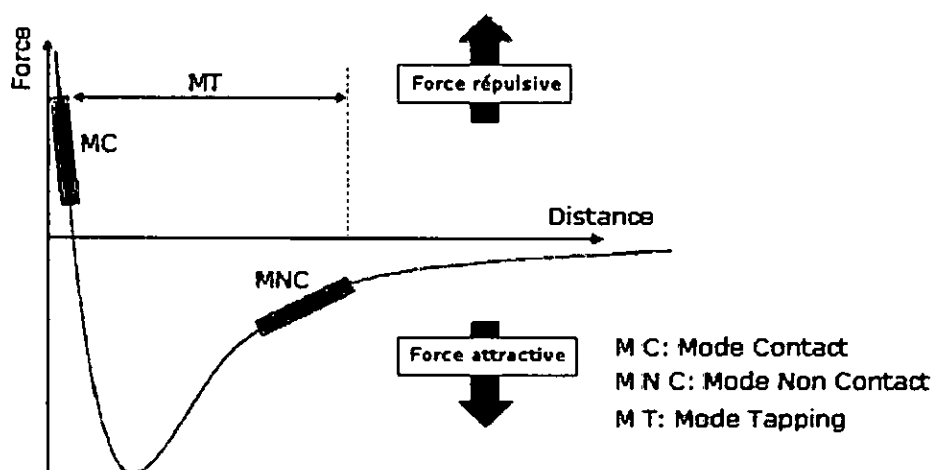 Force
MT
Force répulsive
MC
Distance
MNC
Force attractive
M C: Mode Contact
M N C: Mode Non Contact
M T: Mode Tapping